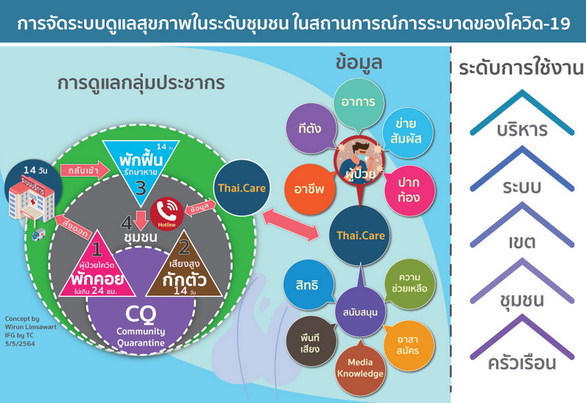 การจัดระบบดูแลสุขภาพในระดับชุมชน ในสถานการณ์การระบาดของโควิด-19
การดูแลกลุ่มประชากร
14 วัน
กลับเข้า
ส่งออก
14 วัน
พักฟื้น
รักษาหาย
3
4
ชุมชน
Hotline
ข้อมูล
Thai.Care
1
ผู้ป่วยโควิด
พักคอย
ไม่เกิน 24 ชม.
2
เสี่ยงสูง
กักตัว
14 วัน
CQ
Community
Quarantine
Concept by
Wirun Limsawart
IFG by TC
5/5/2564
ข้อมูล
อาการ
ที่ตั้ง
ข่าย
สัมผัส
ผู้ป่วย
อาชีพ
ปาก
ท้อง
Thai.Care
สิทธิ
ความ
ช่วยเหลือ
สนับสนุน
พื้นที่
เสี่ยง
อาสา
สมัคร
Media
Knowledge
ระดับการใช้งาน
บริหาร
ระบบ
เขต
ชุมชน
ครัวเรือน